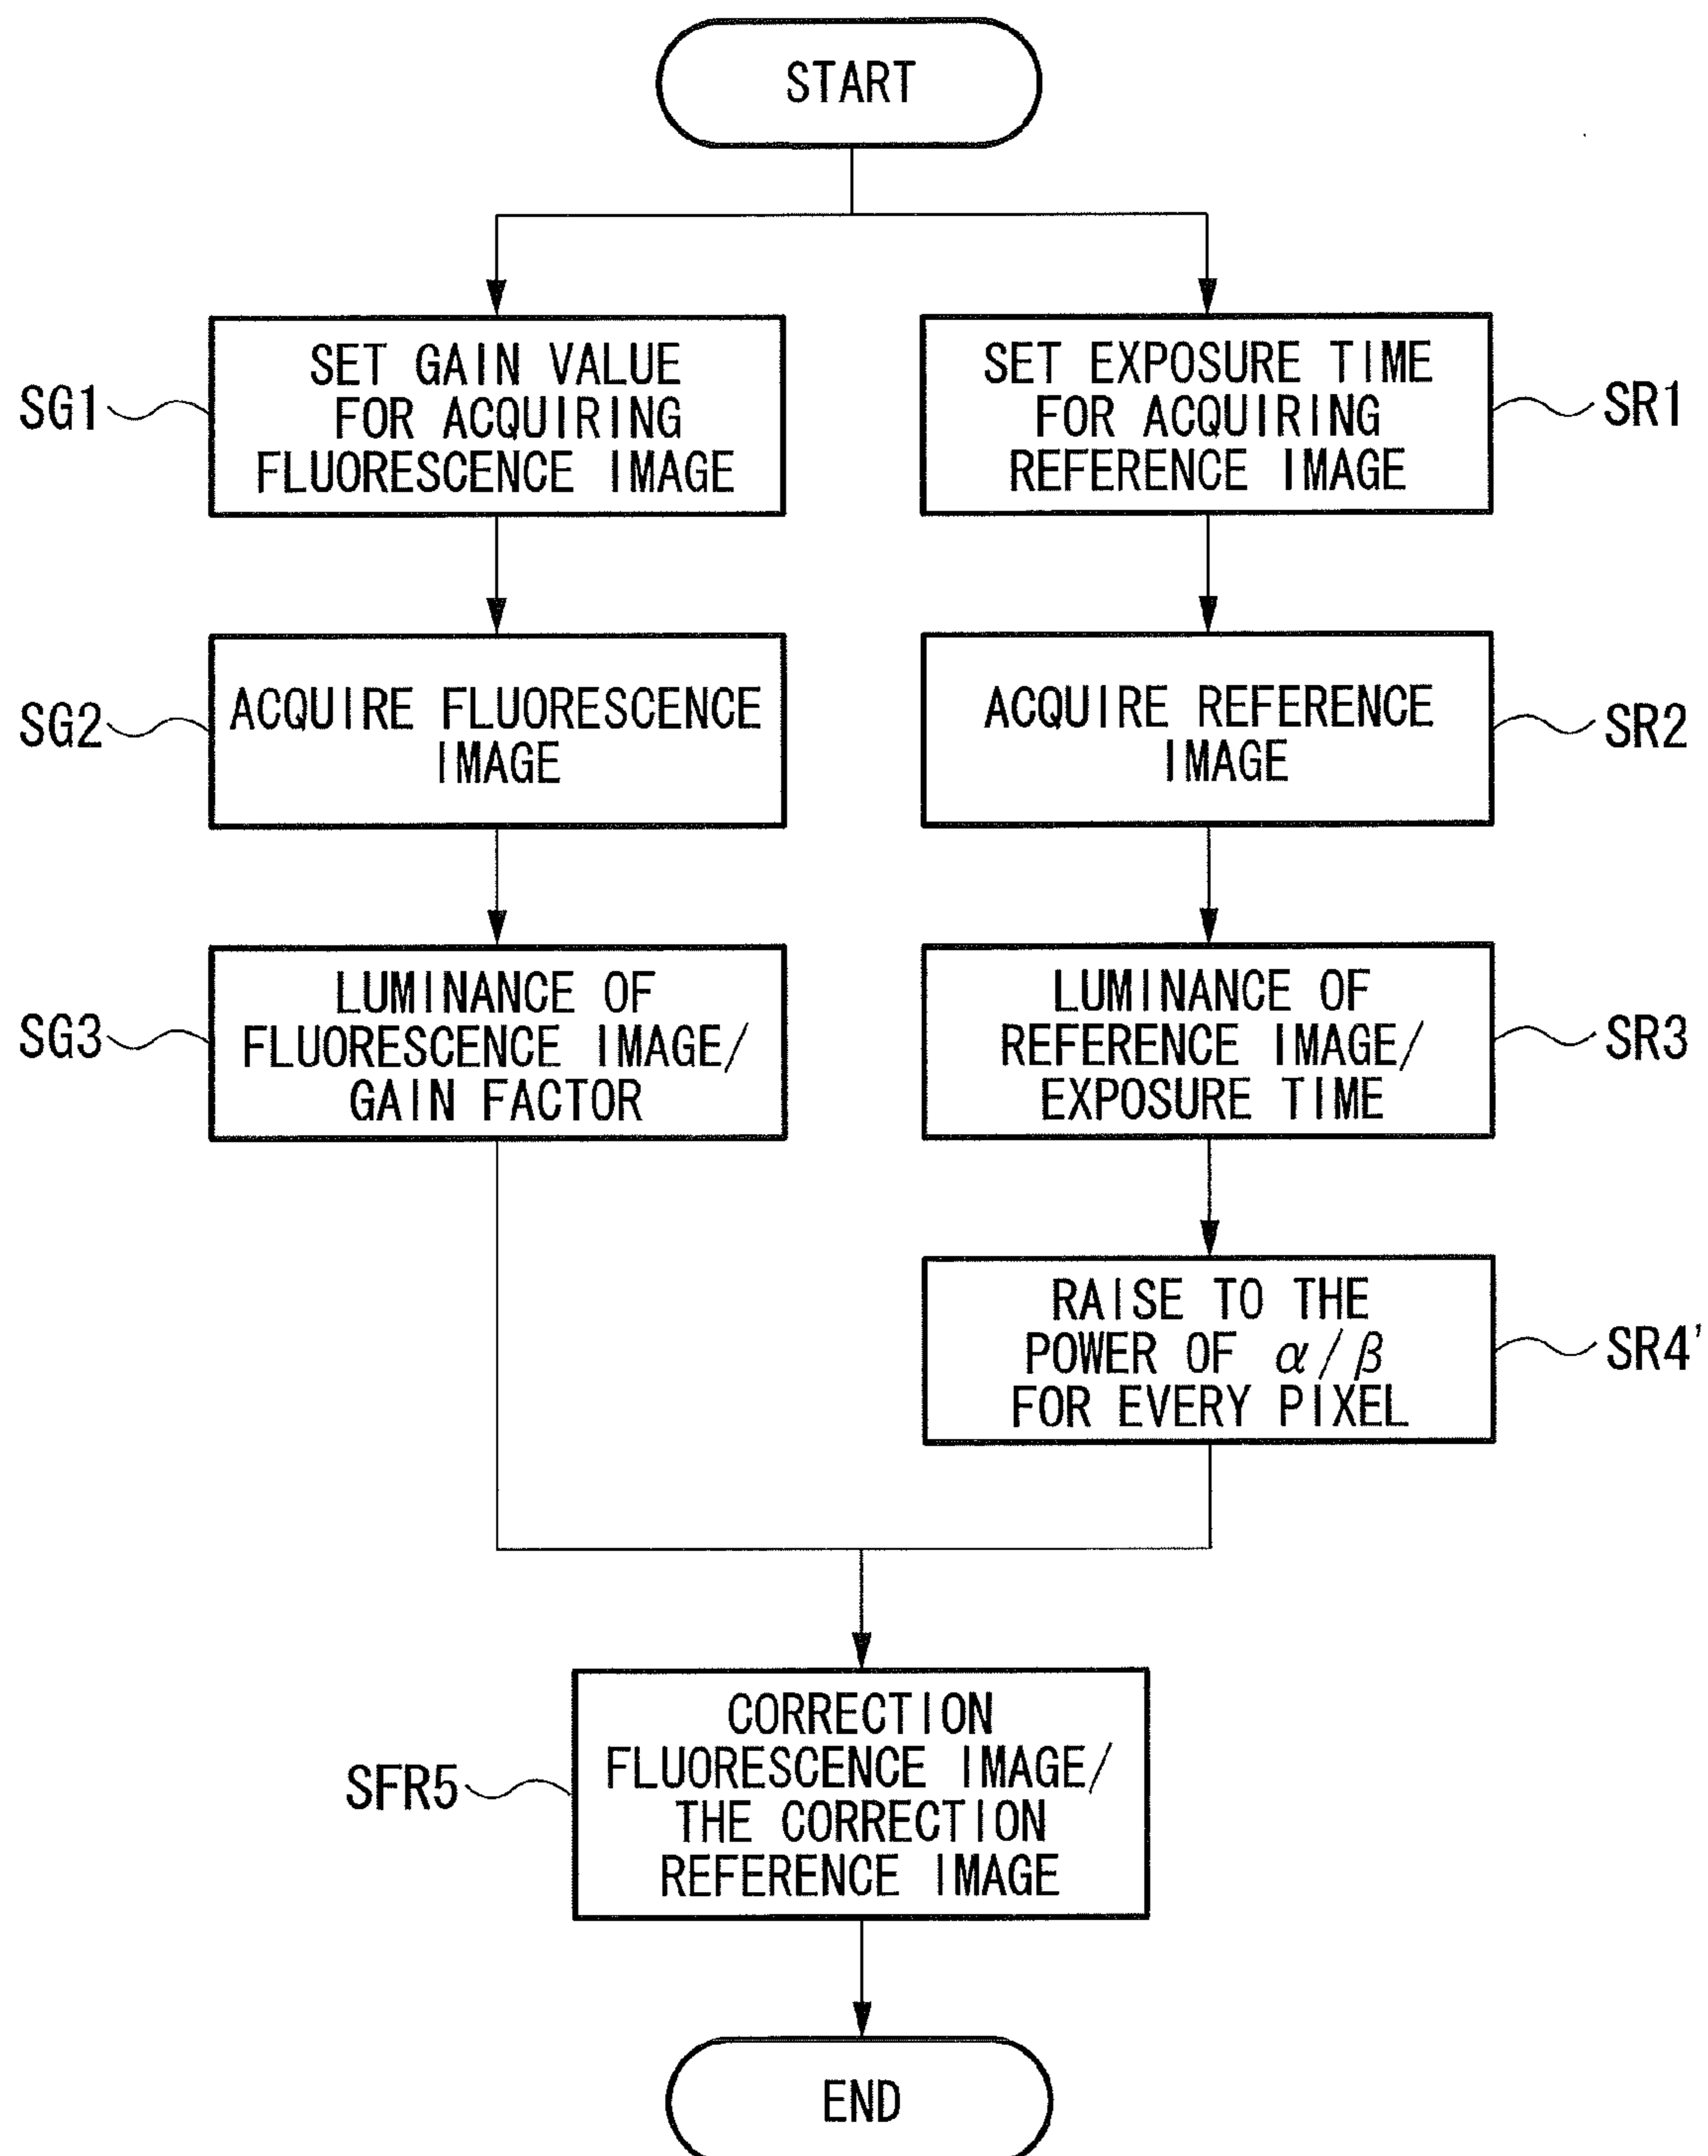 START
SG1
SET GAIN VALUE
FOR ACQUIRING
FLUORESCENCE IMAGE
SET EXPOSURE TIME
FOR ACQUIRING
REFERENCE IMAGE
SR1
SG2
ACQUIRE FLUORESCENCE
IMAGE
ACQUIRE REFERENCE
IMAGE
SR2
SG3
LUMINANCE OF
FLUORESCENCE IMAGE/
GAIN FACTOR
LUMINANCE OF
REFERENCE IMAGE/
EXPOSURE TIME
SR3
RAISE TO THE
POWER OF α/β
FOR EVERY PIXEL
SR4'
SFR5
CORRECTION
FLUORESCENCE IMAGE/
THE CORRECTION
REFERENCE IMAGE
END